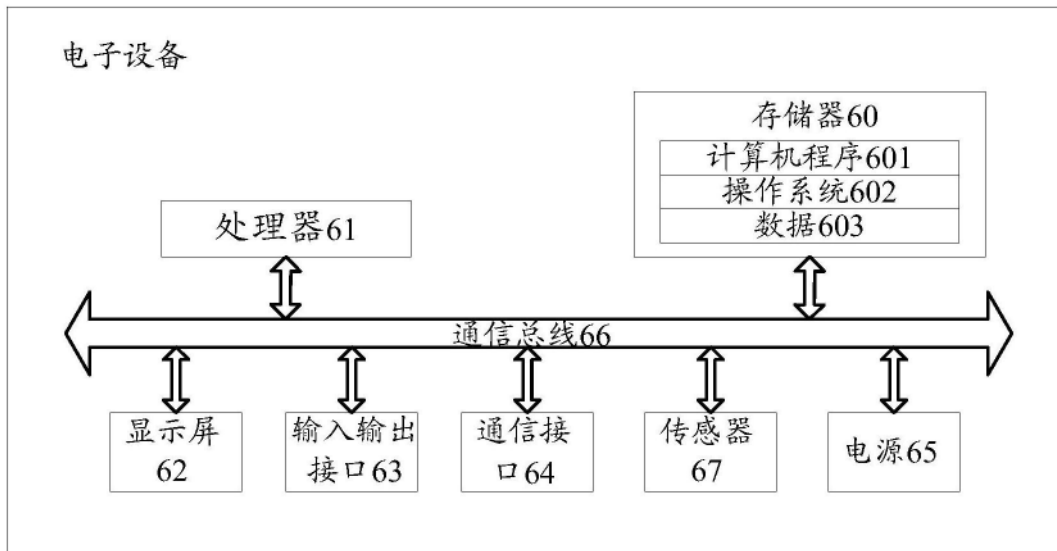 电子设备
存储器60
计算机程序601
操作系统602
数据603
处理器61
通信总线66
显示屏
62
输入输出
接口63
通信接
口64
传感器
67
电源65